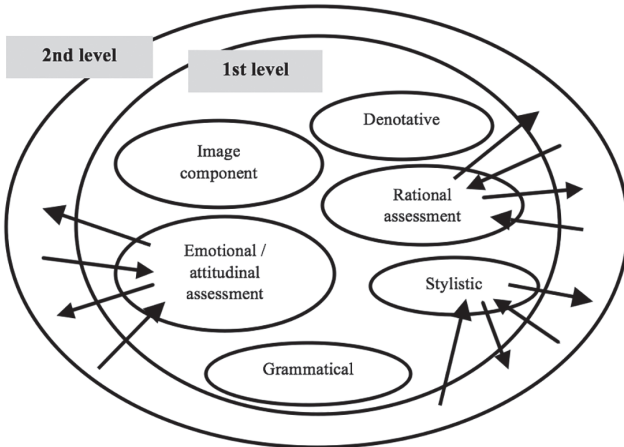 2nd level
1st level
Denotative
Image
component
Rational
assessment
Emotional /
attitudinal
assessment
Stylistic
Grammatical